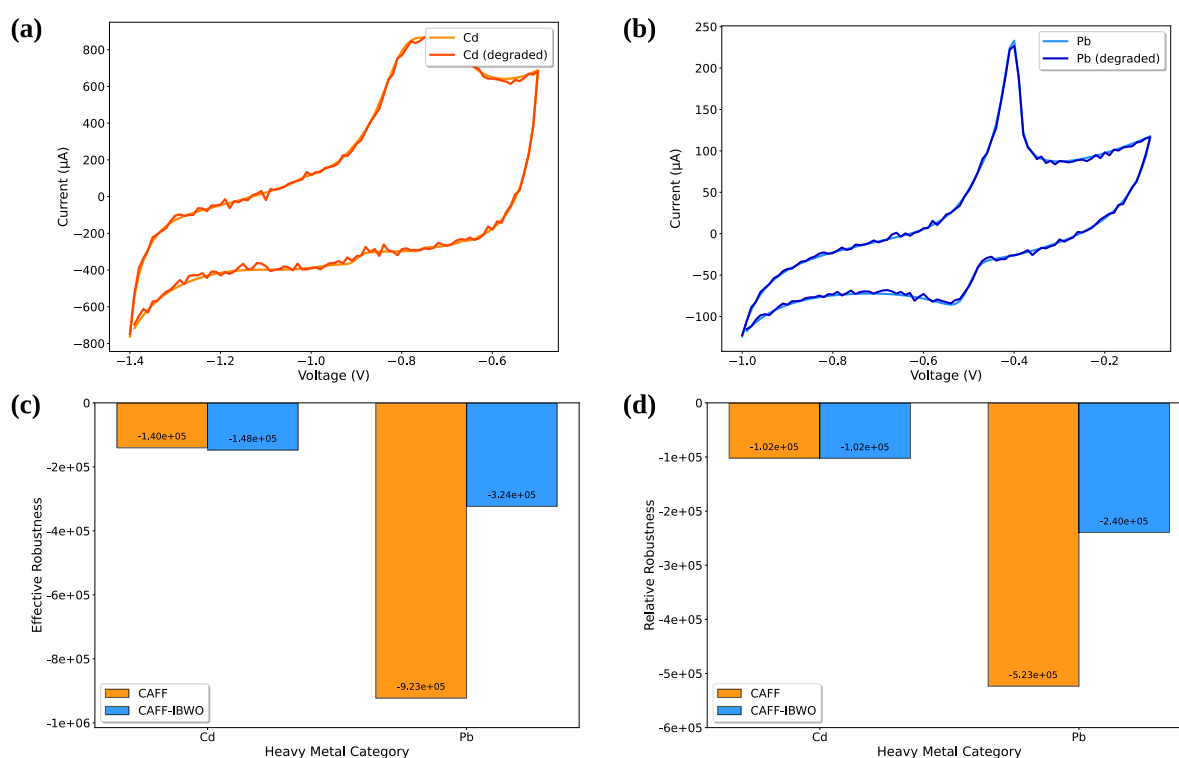 (a)
Current (μA)
800
600
400
200
0
−200
−400
−600
−800
Cd
Cd (degraded)
−1.4
−1.2
−1.0
−0.8
−0.6
Voltage (V)
(b)
Current (μA)
250
200
150
100
50
0
−50
−100
Pb
Pb (degraded)
−1.0
−0.8
−0.6
−0.4
−0.2
Voltage (V)
(c)
Effective Robustness
0
-2e+05
-4e+05
-6e+05
-8e+05
-1e+06
-1.40e+05
-1.48e+05
-9.23e+05
-3.24e+05
CAFF
CAFF-IBWO
Cd
Pb
Heavy Metal Category
(d)
Relative Robustness
0
-1e+05
-2e+05
-3e+05
-4e+05
-5e+05
-6e+05
-1.02e+05
-1.02e+05
-5.23e+05
-2.40e+05
CAFF
CAFF-IBWO
Cd
Pb
Heavy Metal Category